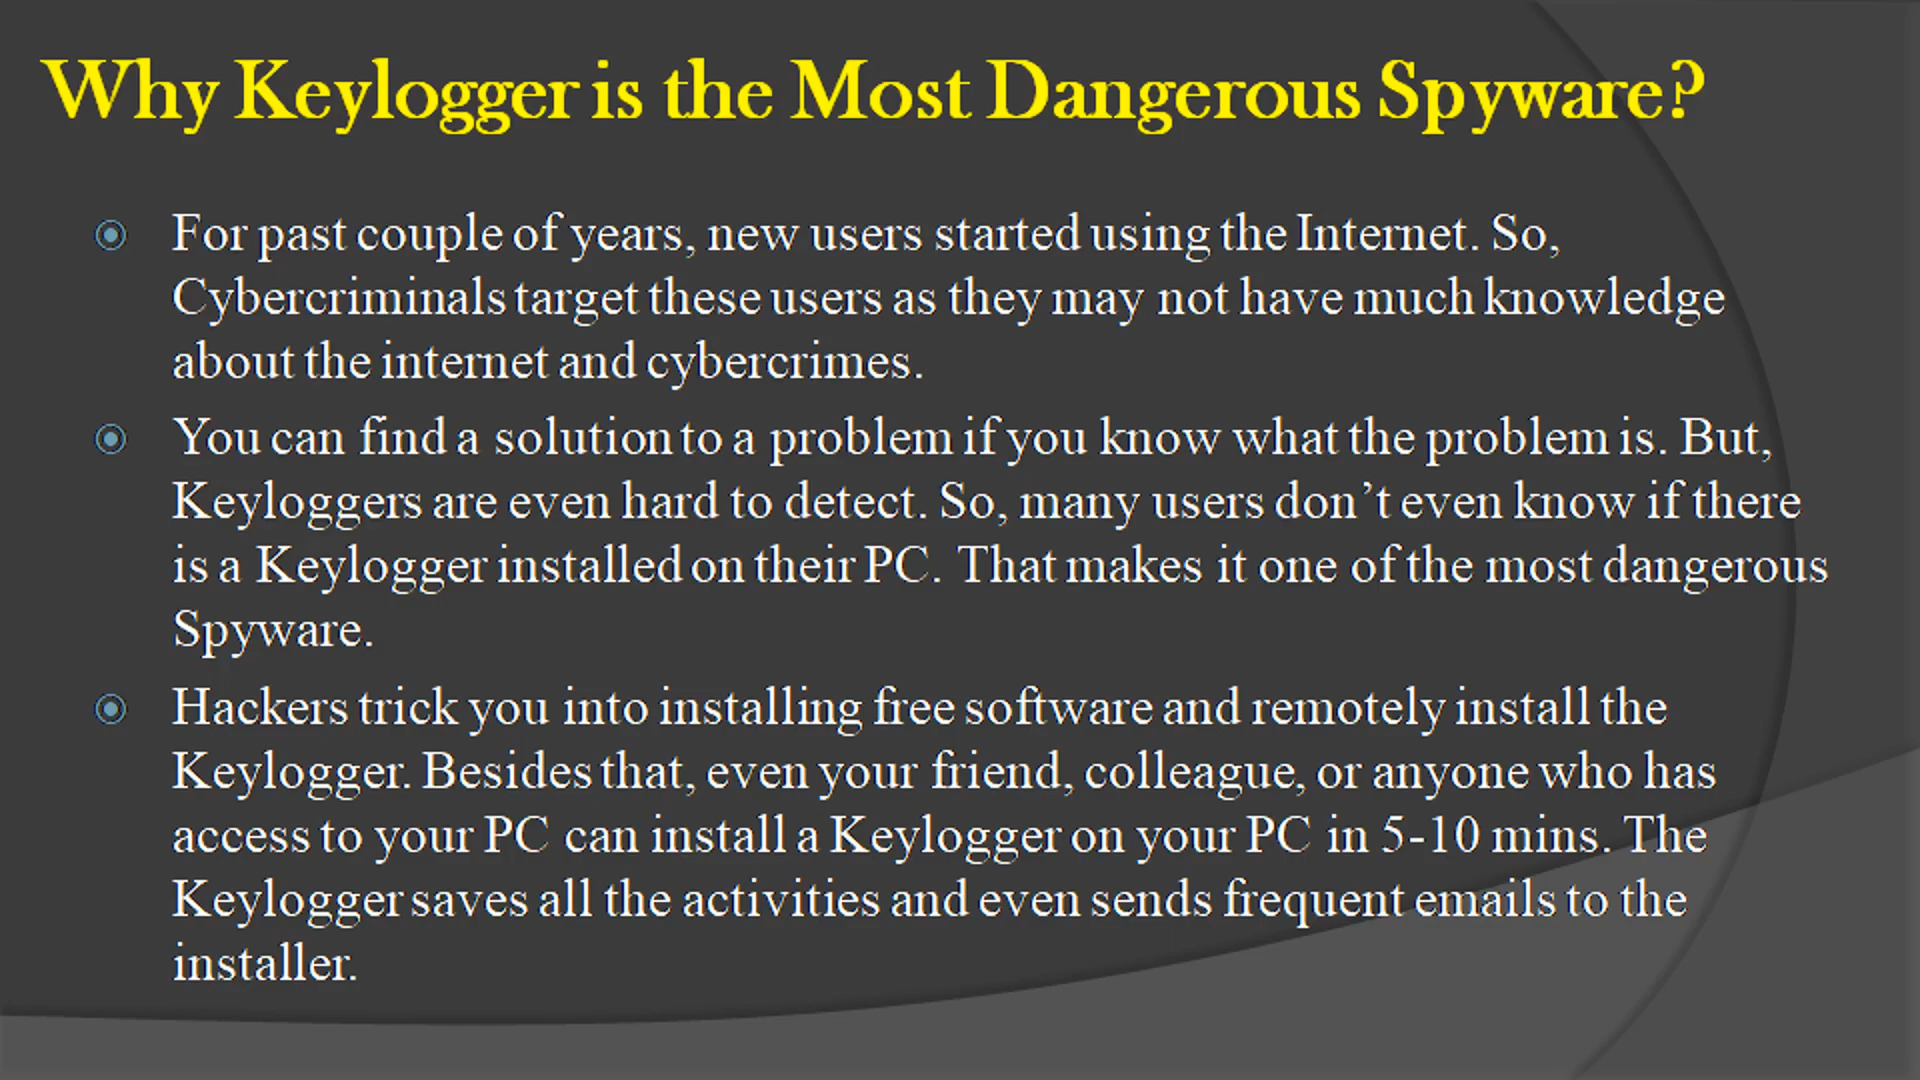 Why Keylogger is the Most Dangerous Spyware?
For past couple of years, new users started using the Internet. So,
Cybercriminals target these users as they may not have much knowledge
about the internet and cybercrimes.
You can find a solution to a problem if you know what the problem is. But,
Keyloggers are even hard to detect. So, many users don’t even know if there
is a Keylogger installed on their PC. That makes it one of the most dangerous
Spyware.
Hackers trick you into installing free software and remotely install the
Keylogger. Besides that, even your friend, colleague, or anyone who has
access to your PC can install a Keylogger on your PC in 5-10 mins. The
Keylogger saves all the activities and even sends frequent emails to the
installer.